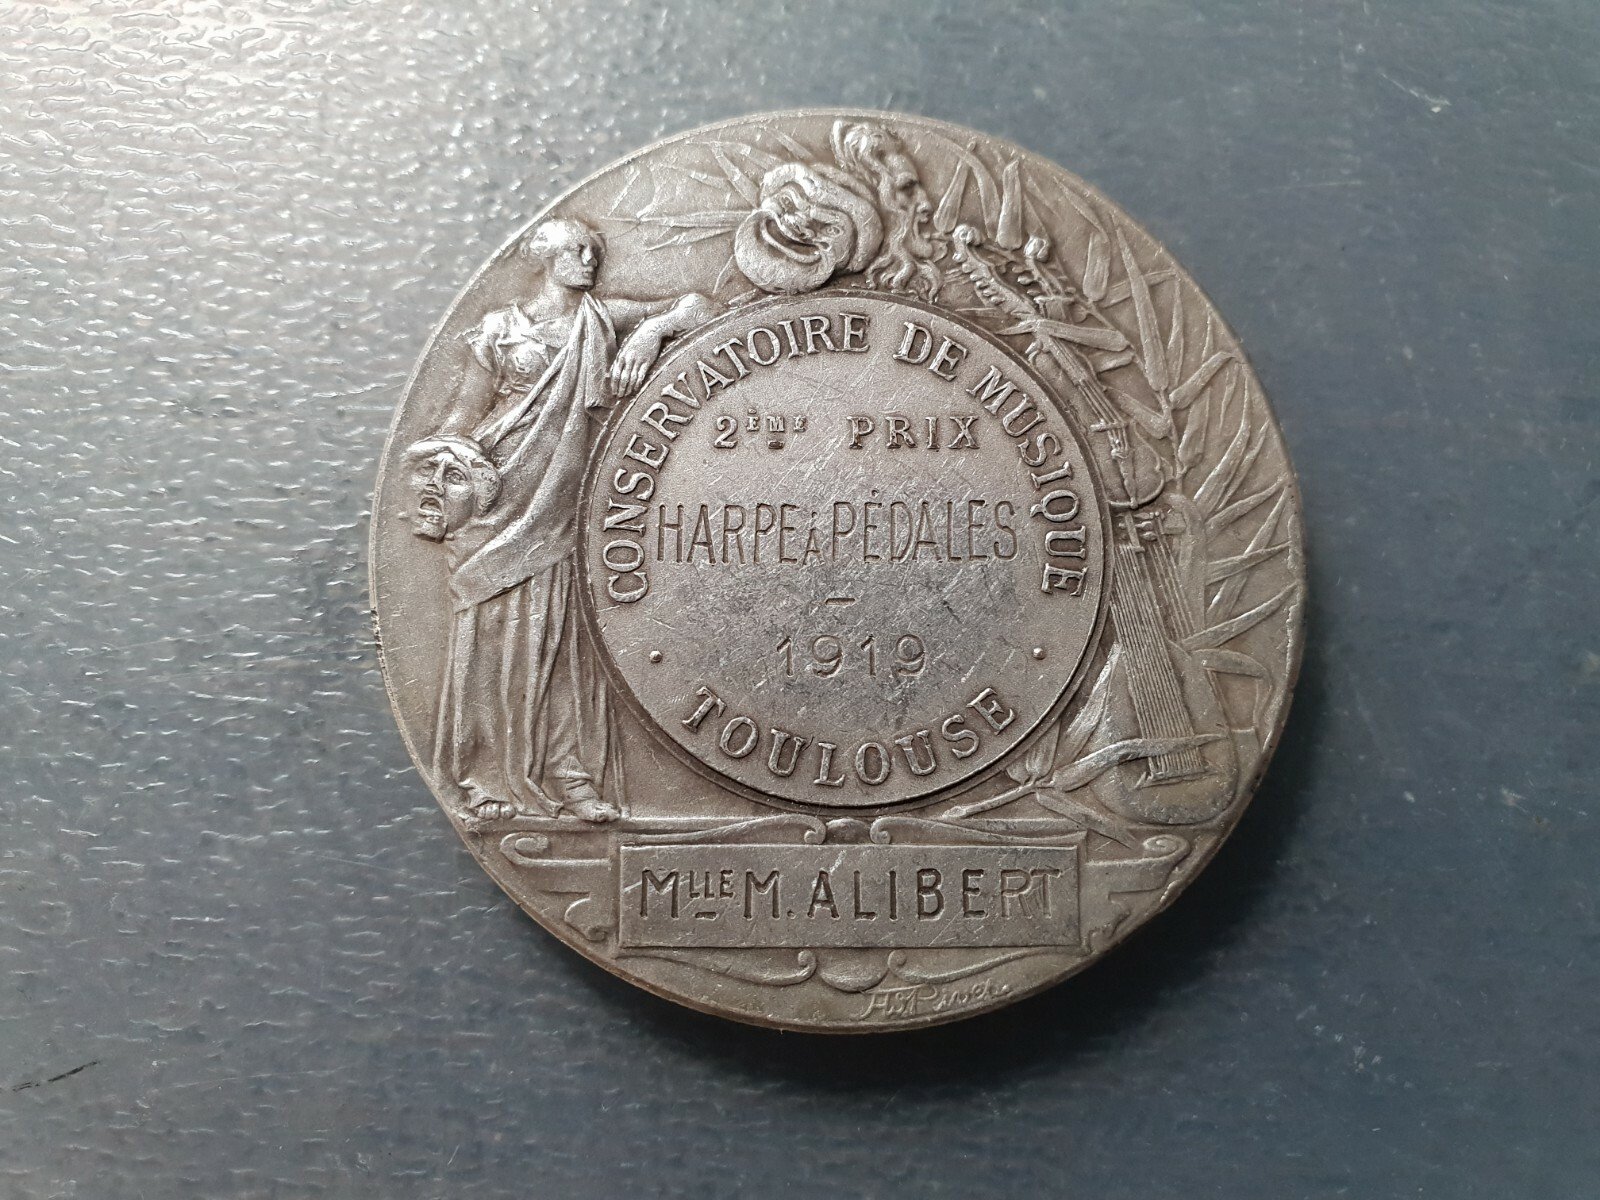 CONSERVATOIRE DE MUSIQUE
2ÈME PRIX
HARPE À PÉDALES
–
1919
TOULOUSE
MLLE M. ALIBERT